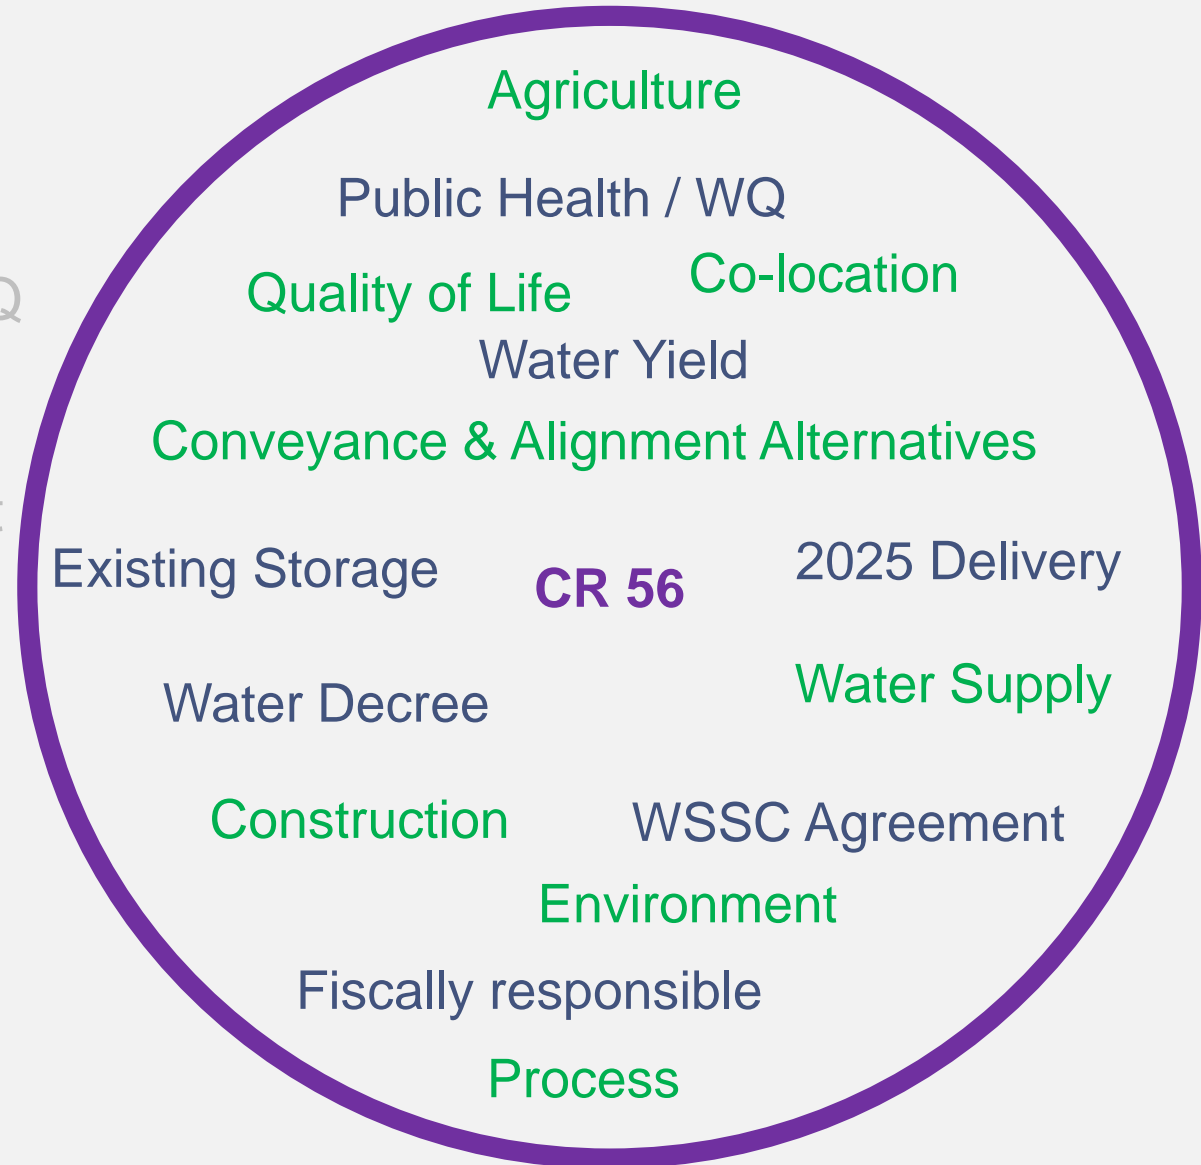 Agriculture
Public Health / WQ
Co-location
Quality of Life
Q
Water Yield
Conveyance & Alignment Alternatives
2025 Delivery
Existing Storage
CR 56
Water Supply
Water Decree
Construction
WSSC Agreement
Environment
Fiscally responsible
Process